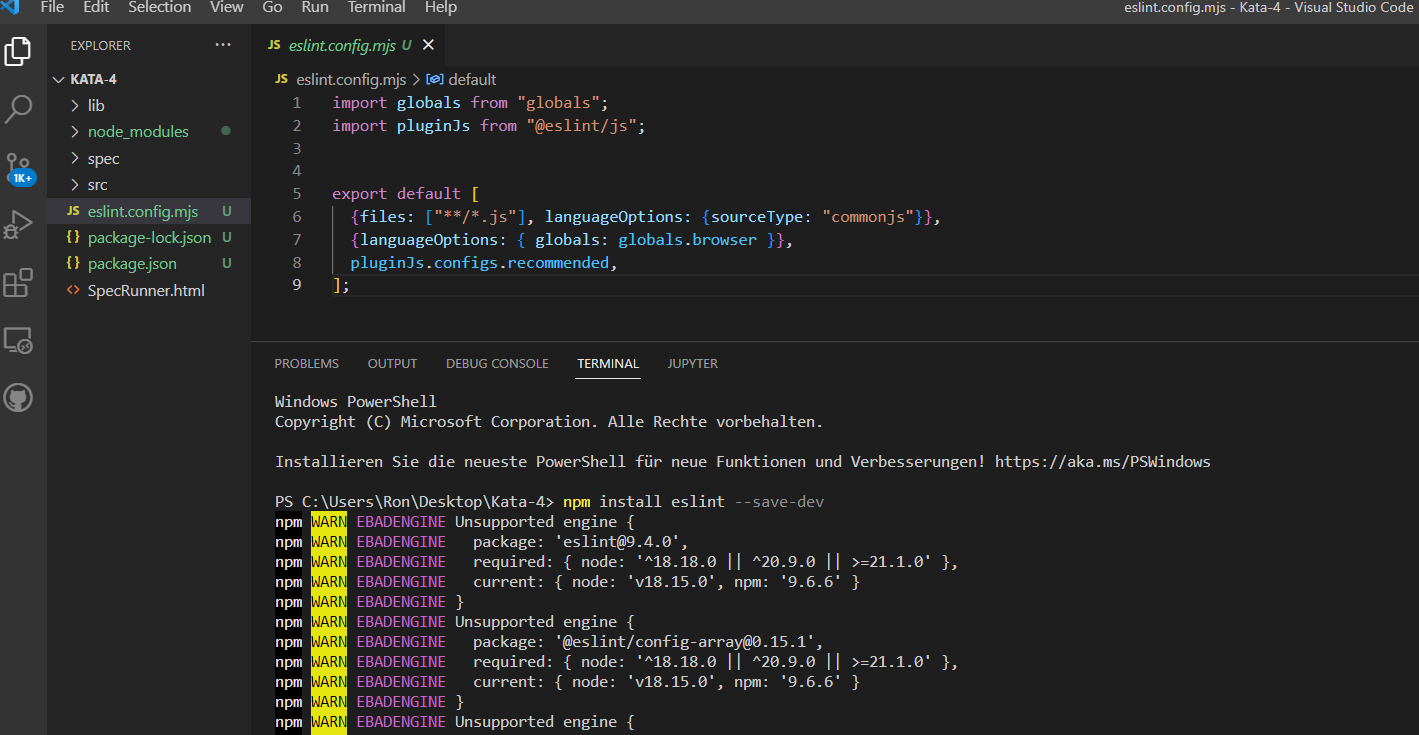 File Edit Selection View Go Run Terminal Help
eslint.config.mjs - Kata-4 - Visual Studio Code
EXPLORER
KATA-4
lib
node_modules
spec
src
JS eslint.config.mjs U
{} package-lock.json U
{} package.json U
<> SpecRunner.html
1K+
JS eslint.config.mjs U
JS eslint.config.mjs > default
1 import globals from "globals";
2 import pluginJs from "@eslint/js";
3
4
5 export default [
6 {files: ["**/*.js"], languageOptions: {sourceType: "commonjs"}},
7 {languageOptions: { globals: globals.browser }},
8 pluginJs.configs.recommended,
9 ];
PROBLEMS OUTPUT DEBUG CONSOLE TERMINAL JUPYTER
Windows PowerShell
Copyright (C) Microsoft Corporation. Alle Rechte vorbehalten.
Installieren Sie die neueste PowerShell für neue Funktionen und Verbesserungen! https://aka.ms/PSWindows
PS C:\Users\Ron\Desktop\Kata-4> npm install eslint --save-dev
npm WARN EBADENGINE Unsupported engine {
npm WARN EBADENGINE   package: 'eslint@9.4.0',
npm WARN EBADENGINE   required: { node: '^18.18.0 || ^20.9.0 || >=21.1.0' },
npm WARN EBADENGINE   current: { node: 'v18.15.0', npm: '9.6.6' }
npm WARN EBADENGINE }
npm WARN EBADENGINE Unsupported engine {
npm WARN EBADENGINE   package: '@eslint/config-array@0.15.1',
npm WARN EBADENGINE   required: { node: '^18.18.0 || ^20.9.0 || >=21.1.0' },
npm WARN EBADENGINE   current: { node: 'v18.15.0', npm: '9.6.6' }
npm WARN EBADENGINE }
npm WARN EBADENGINE Unsupported engine {